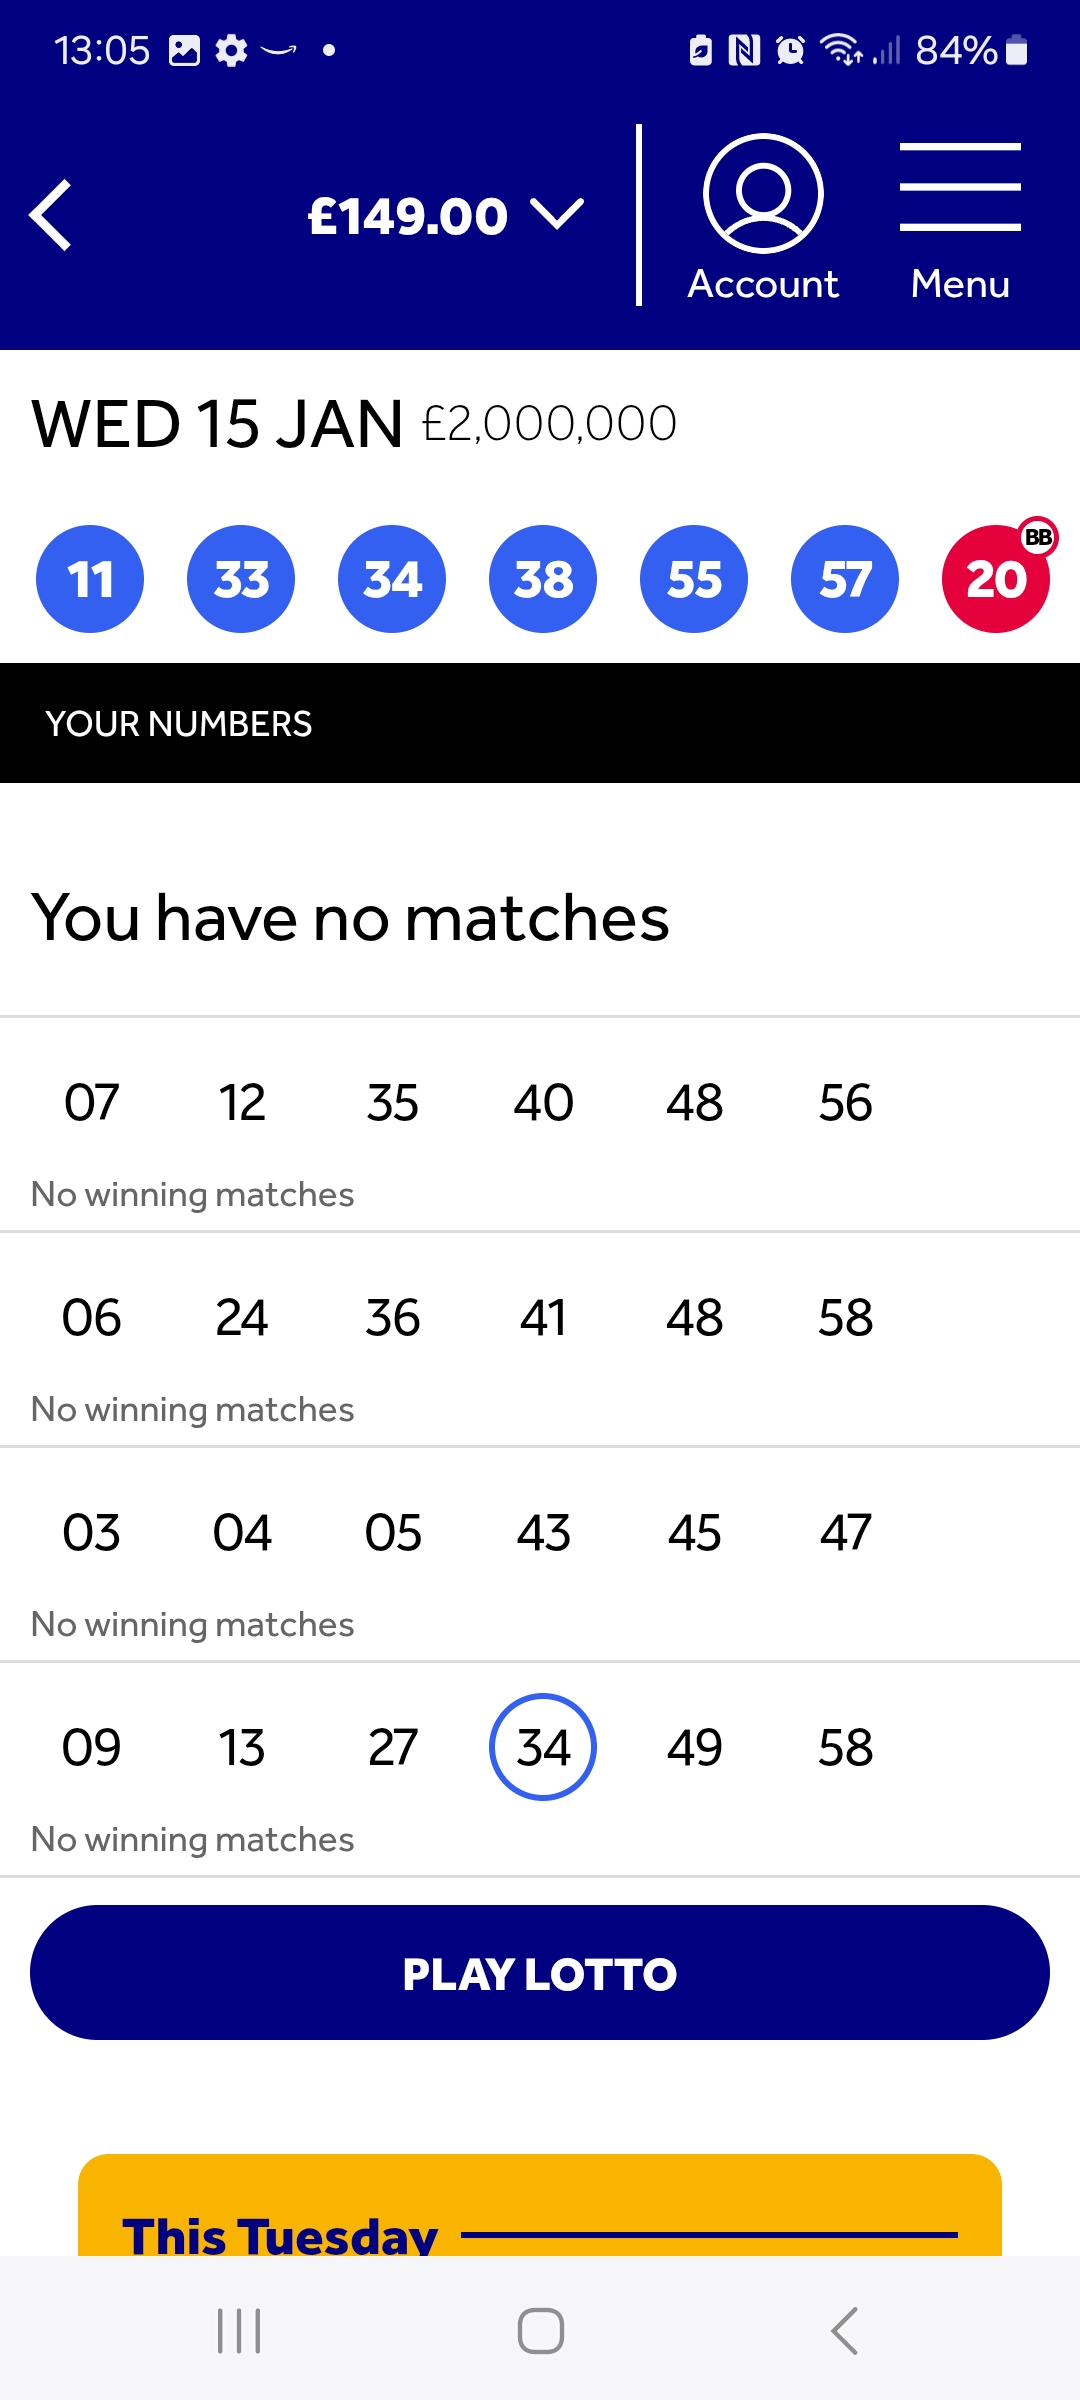 13:05 84%
£149.00
Account Menu
WED 15 JAN £2,000,000
11 33 34 38 55 57 20 BB
YOUR NUMBERS
You have no matches
07 12 35 40 48 56
No winning matches
06 24 36 41 48 58
No winning matches
03 04 05 43 45 47
No winning matches
09 13 27 34 49 58
No winning matches
PLAY LOTTO
This Tuesday